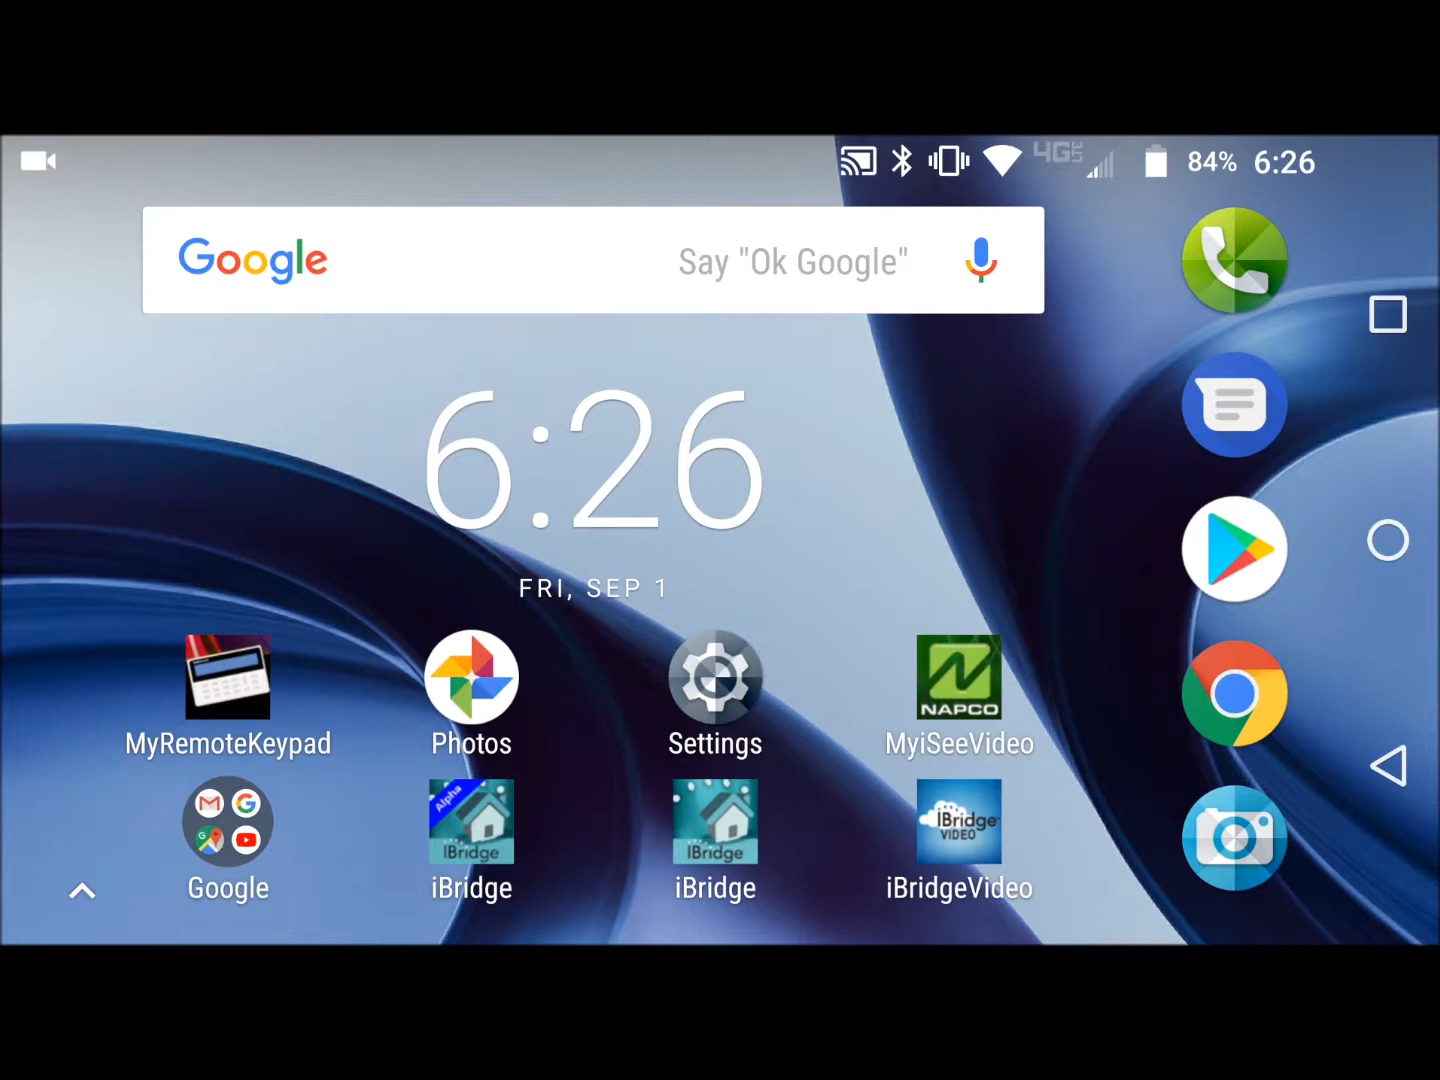 4G LTE 84% 6:26
Google Say "Ok Google"
6:26
FRI, SEP 1
NAPCO
MyRemoteKeypad Photos Settings MyiSeeVideo
Alpha
iBridge iBridge iBridge VIDEO
Google iBridge iBridge iBridgeVideo